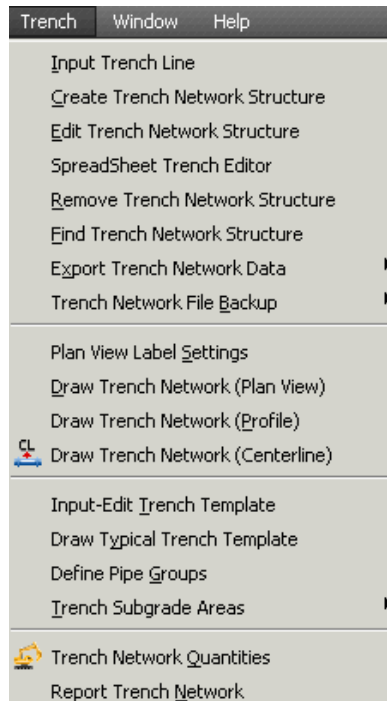 Trench Window Help
Input Trench Line
Create Trench Network Structure
Edit Trench Network Structure
SpreadSheet Trench Editor
Remove Trench Network Structure
Find Trench Network Structure
Export Trench Network Data
Trench Network File Backup
Plan View Label Settings
Draw Trench Network (Plan View)
Draw Trench Network (Profile)
CL Draw Trench Network (Centerline)
Input-Edit Trench Template
Draw Typical Trench Template
Define Pipe Groups
Trench Subgrade Areas
Trench Network Quantities
Report Trench Network